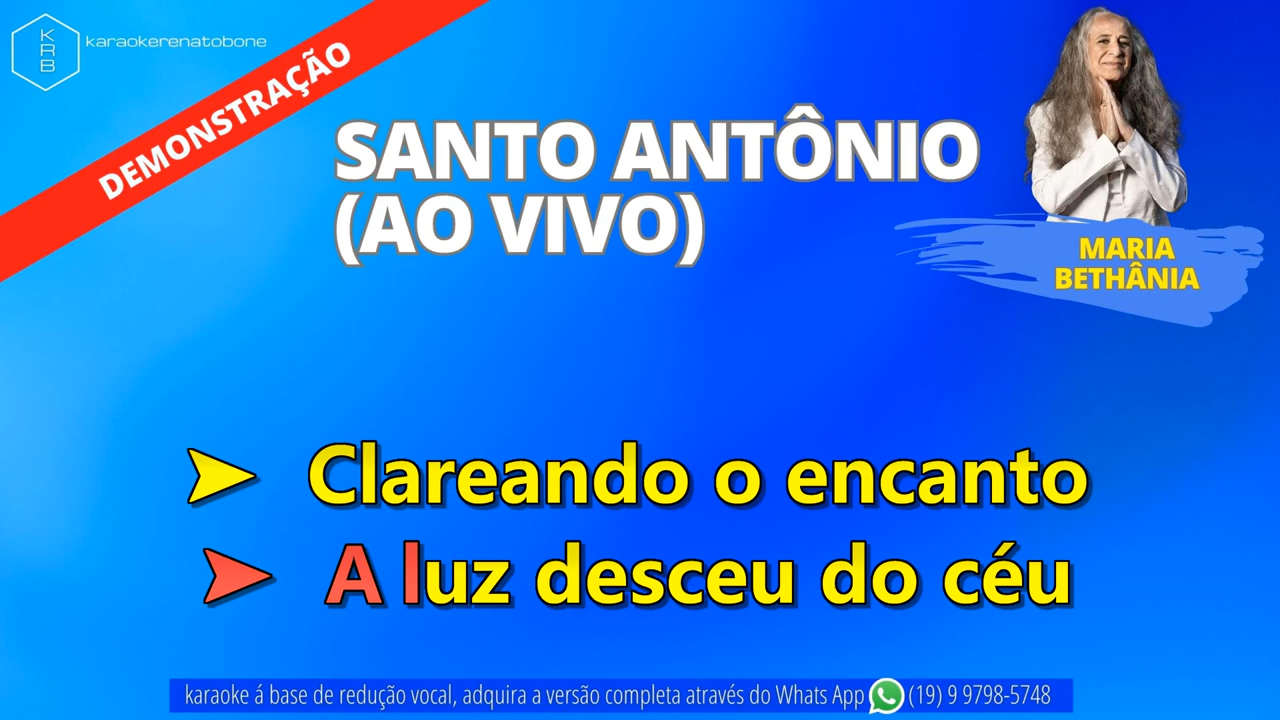 K
R
B
karaokerenatobone
DEMONSTRAÇÃO
SANTO ANTÔNIO
(AO VIVO)
MARIA
BETHÂNIA
➤ Clareando o encanto
➤ A luz desceu do céu
karaoke á base de redução vocal, adquira a versão completa através do Whats App (19) 9 9798-5748